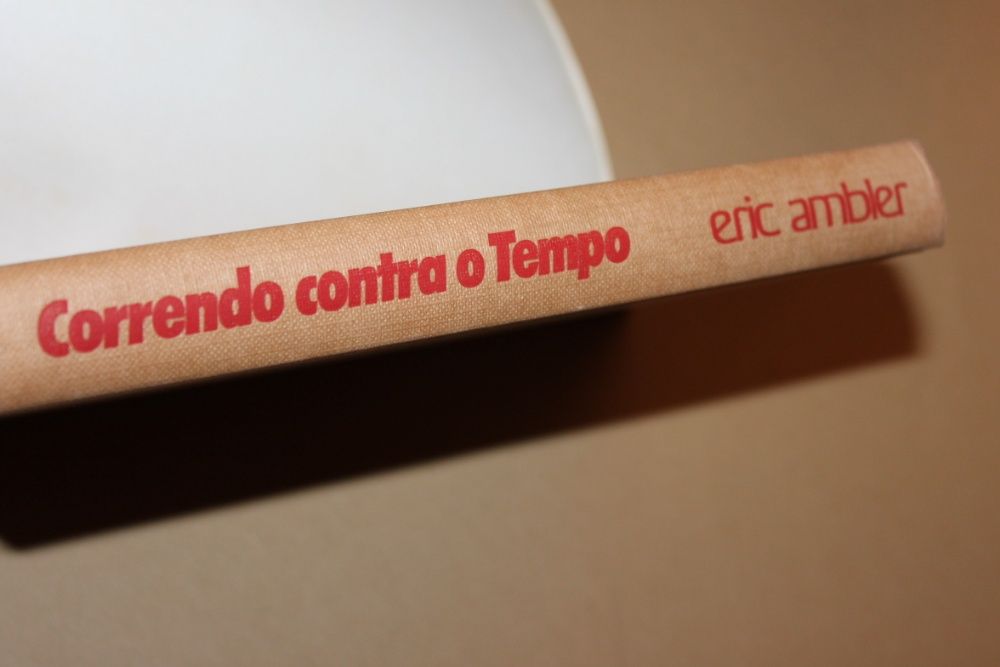 Correndo contra o Tempo
eric ambler